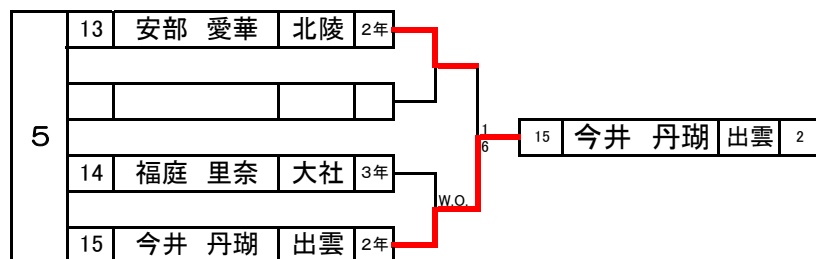 13 安部 愛華 北陵 2年
5
1
6
15 今井 丹瑚 出雲 2
14 福庭 里奈 大社 3年
W.O.
15 今井 丹瑚 出雲 2年